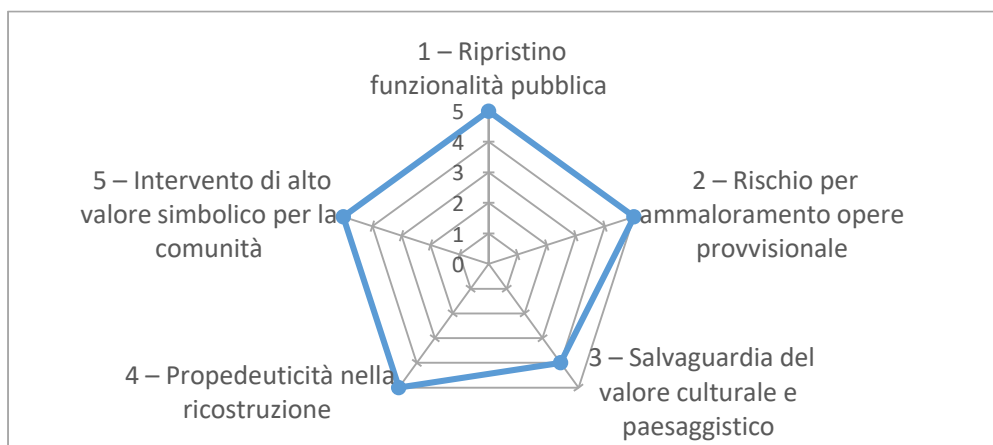 1 – Ripristino
funzionalità pubblica
5
4
3
2
1
0
2 – Rischio per
ammaloramento opere
provvisionale
3 – Salvaguardia del
valore culturale e
paesaggistico
4 – Propedeuticità nella
ricostruzione
5 – Intervento di alto
valore simbolico per la
comunità